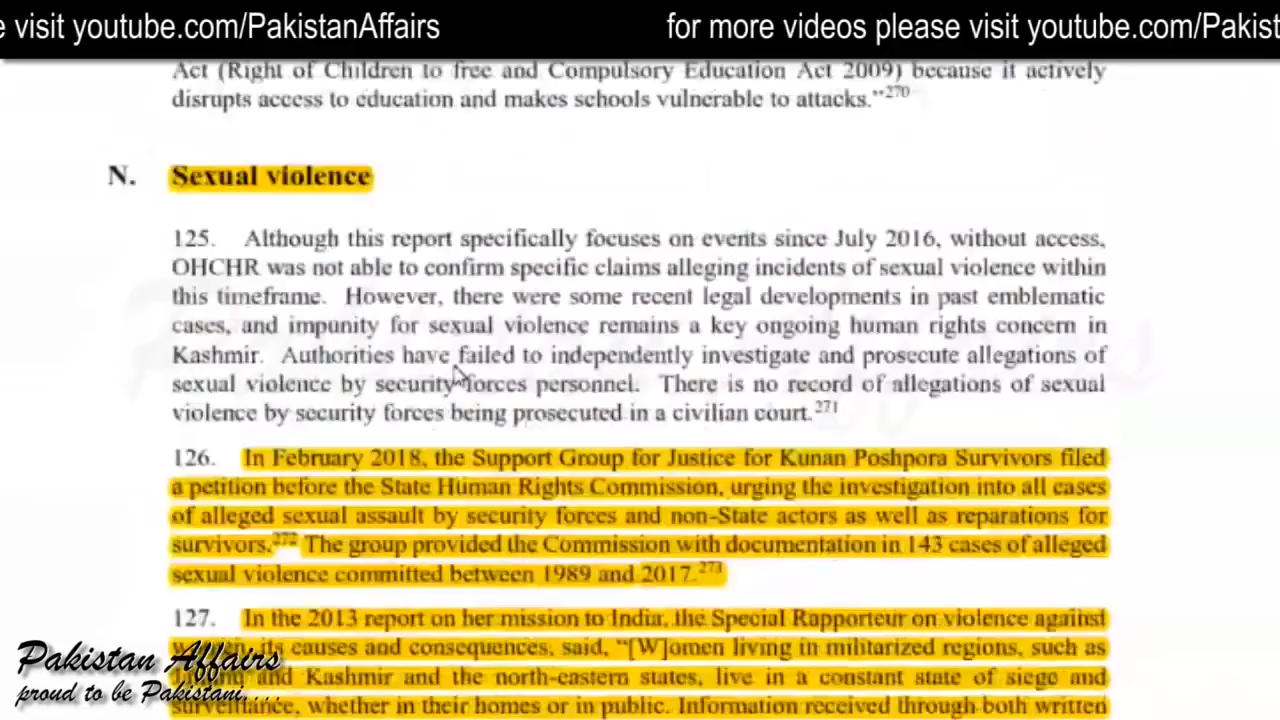 e visit youtube.com/PakistanAffairs for more videos please visit youtube.com/Pakist
Act (Right of Children to free and Compulsory Education Act 2009) because it actively
disrupts access to education and makes schools vulnerable to attacks."270
N. Sexual violence
125. Although this report specifically focuses on events since July 2016, without access,
OHCHR was not able to confirm specific claims alleging incidents of sexual violence within
this timeframe. However, there were some recent legal developments in past emblematic
cases, and impunity for sexual violence remains a key ongoing human rights concern in
Kashmir. Authorities have failed to independently investigate and prosecute allegations of
sexual violence by security forces personnel. There is no record of allegations of sexual
violence by security forces being prosecuted in a civilian court.271
126. In February 2018, the Support Group for Justice for Kunan Poshpora Survivors filed
a petition before the State Human Rights Commission, urging the investigation into all cases
of alleged sexual assault by security forces and non-State actors as well as reparations for
survivors.272 The group provided the Commission with documentation in 143 cases of alleged
sexual violence committed between 1989 and 2017.273
127. In the 2013 report on her mission to India, the Special Rapporteur on violence against
its causes and consequences, said, "[W]omen living in militarized regions, such as
and Kashmir and the north-eastern states, live in a constant state of siege and
surveillance, whether in their homes or in public. Information received through both written
Pakistan Affairs
proud to be Pakistani....